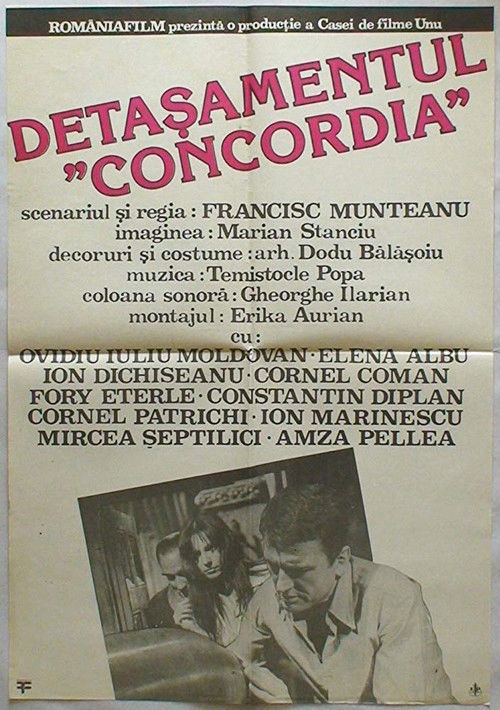 ROMÂNIAFILM prezintă o producție a Casei de filme Unu
DETAȘAMENTUL
"CONCORDIA"
scenariul și regia : FRANCISC MUNTEANU
imaginea : Marian Stanciu
decoruri și costume : arh. Dodu Bălășoiu
muzica : Temistocle Popa
coloana sonoră : Gheorghe Ilarian
montajul : Erika Aurian
cu :
OVIDIU IULIU MOLDOVAN · ELENA ALBU
ION DICHISEANU · CORNEL COMAN
FORY ETERLE · CONSTANTIN DIPLAN
CORNEL PATRICHI · ION MARINESCU
MIRCEA ȘEPTILICI · AMZA PELLEA